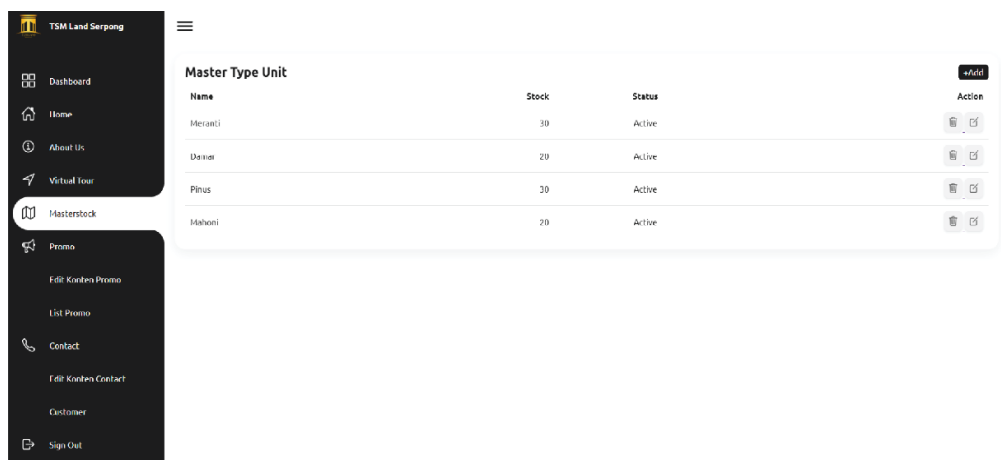 TSM Land Serpong
Dashboard
Home
About Us
Virtual Tour
Masterstock
Promo
Edit Konten Promo
List Promo
Contact
Edit Konten Contact
Customer
Sign Out
Master Type Unit
+Add
Name Stock Status Action
Meranti 30 Active
Damar 20 Active
Pinus 30 Active
Mahoni 20 Active